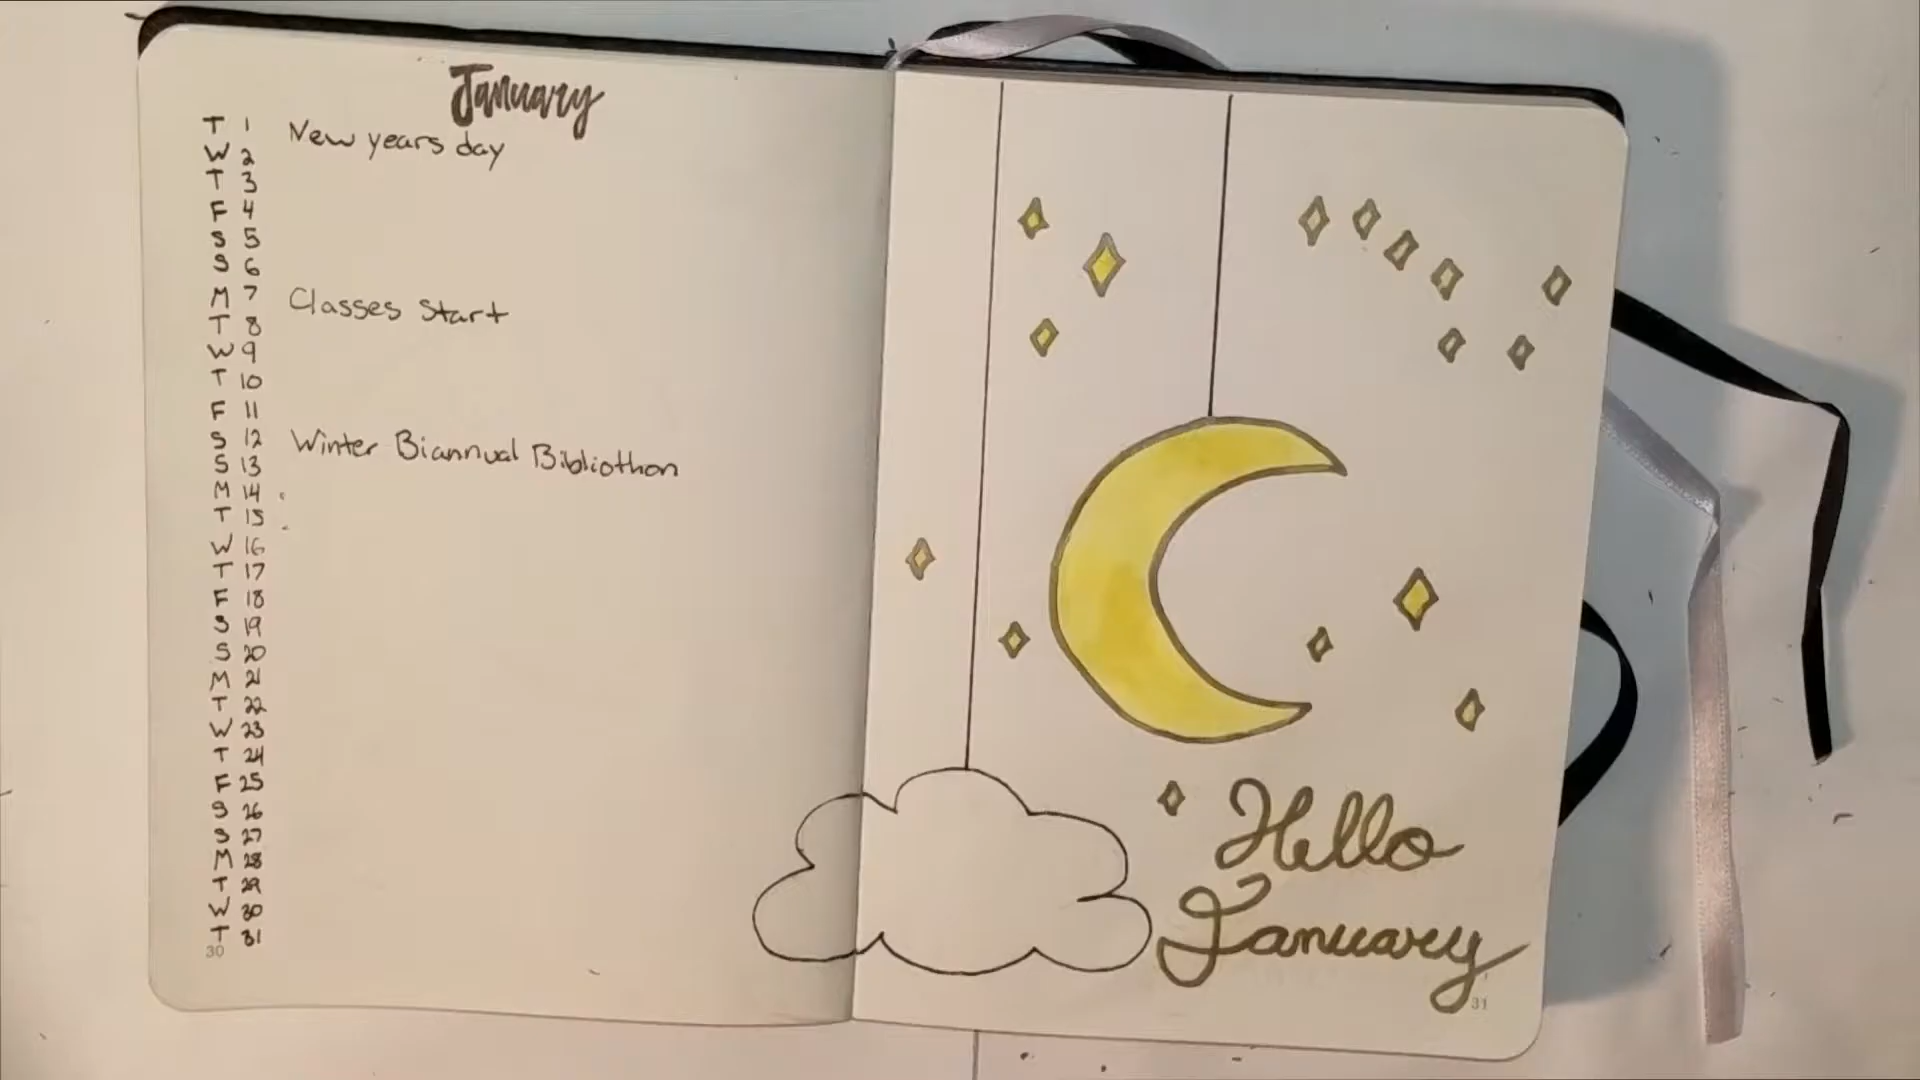 January
T 1 New years day
W 2
T 3
F 4
S 5
S 6
M 7 Classes start
T 8
W 9
T 10
F 11
S 12 Winter Biannual Bibliothon
S 13
M 14
T 15
W 16
T 17
F 18
S 19
S 20
M 21
T 22
W 23
T 24
F 25
S 26
S 27
M 28
T 29
W 30
T 31
30
Hello
January
31